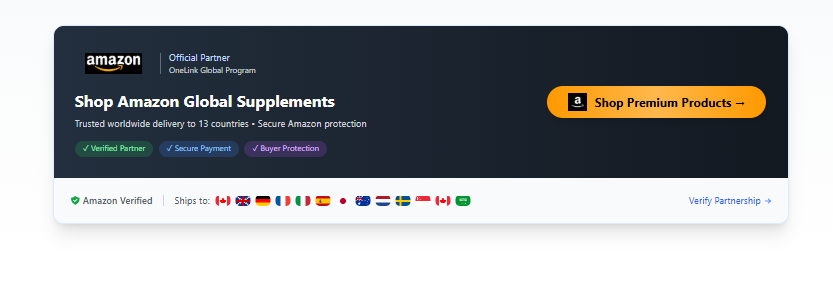 amazon
Official Partner
OneLink Global Program
Shop Amazon Global Supplements
Trusted worldwide delivery to 13 countries • Secure Amazon protection
✓ Verified Partner ✓ Secure Payment ✓ Buyer Protection
a Shop Premium Products →
Amazon Verified Ships to:
Verify Partnership →